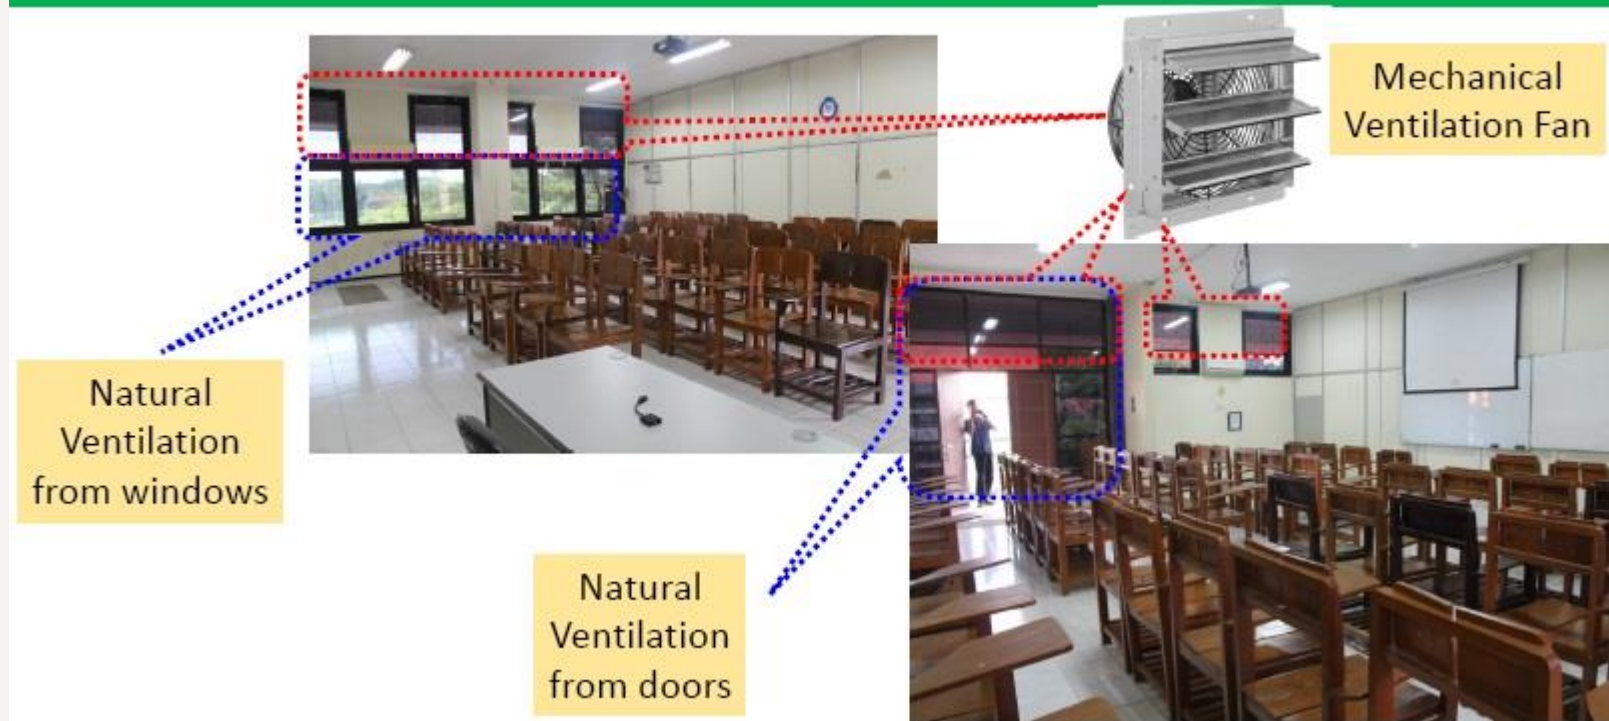 Mechanical
Ventilation Fan
Natural
Ventilation
from windows
Natural
Ventilation
from doors